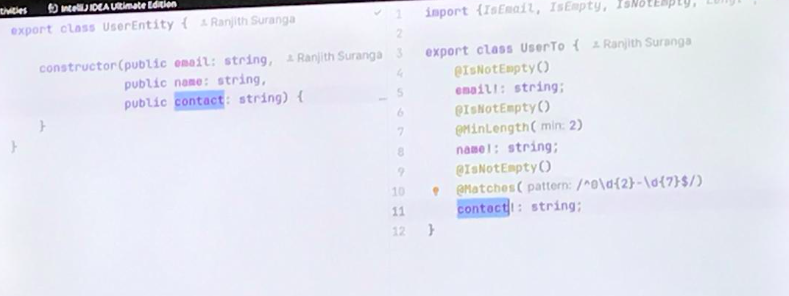 IntelliJ IDEA Ultimate Edition
export class UserEntity { Ranjith Suranga
constructor(public email: string, Ranjith Suranga
public name: string,
public contact: string) {
}
}
1 import {IsEmail, IsEmpty, IsNotEmpty,
2
3 export class UserTo { Ranjith Suranga
4 @IsNotEmpty()
5 email!: string;
6 @IsNotEmpty()
7 @MinLength( min: 2)
8 name!: string;
9 @IsNotEmpty()
10 @Matches( pattern: /^0\d{2}-\d{7}$/)
11 contact!: string;
12 }